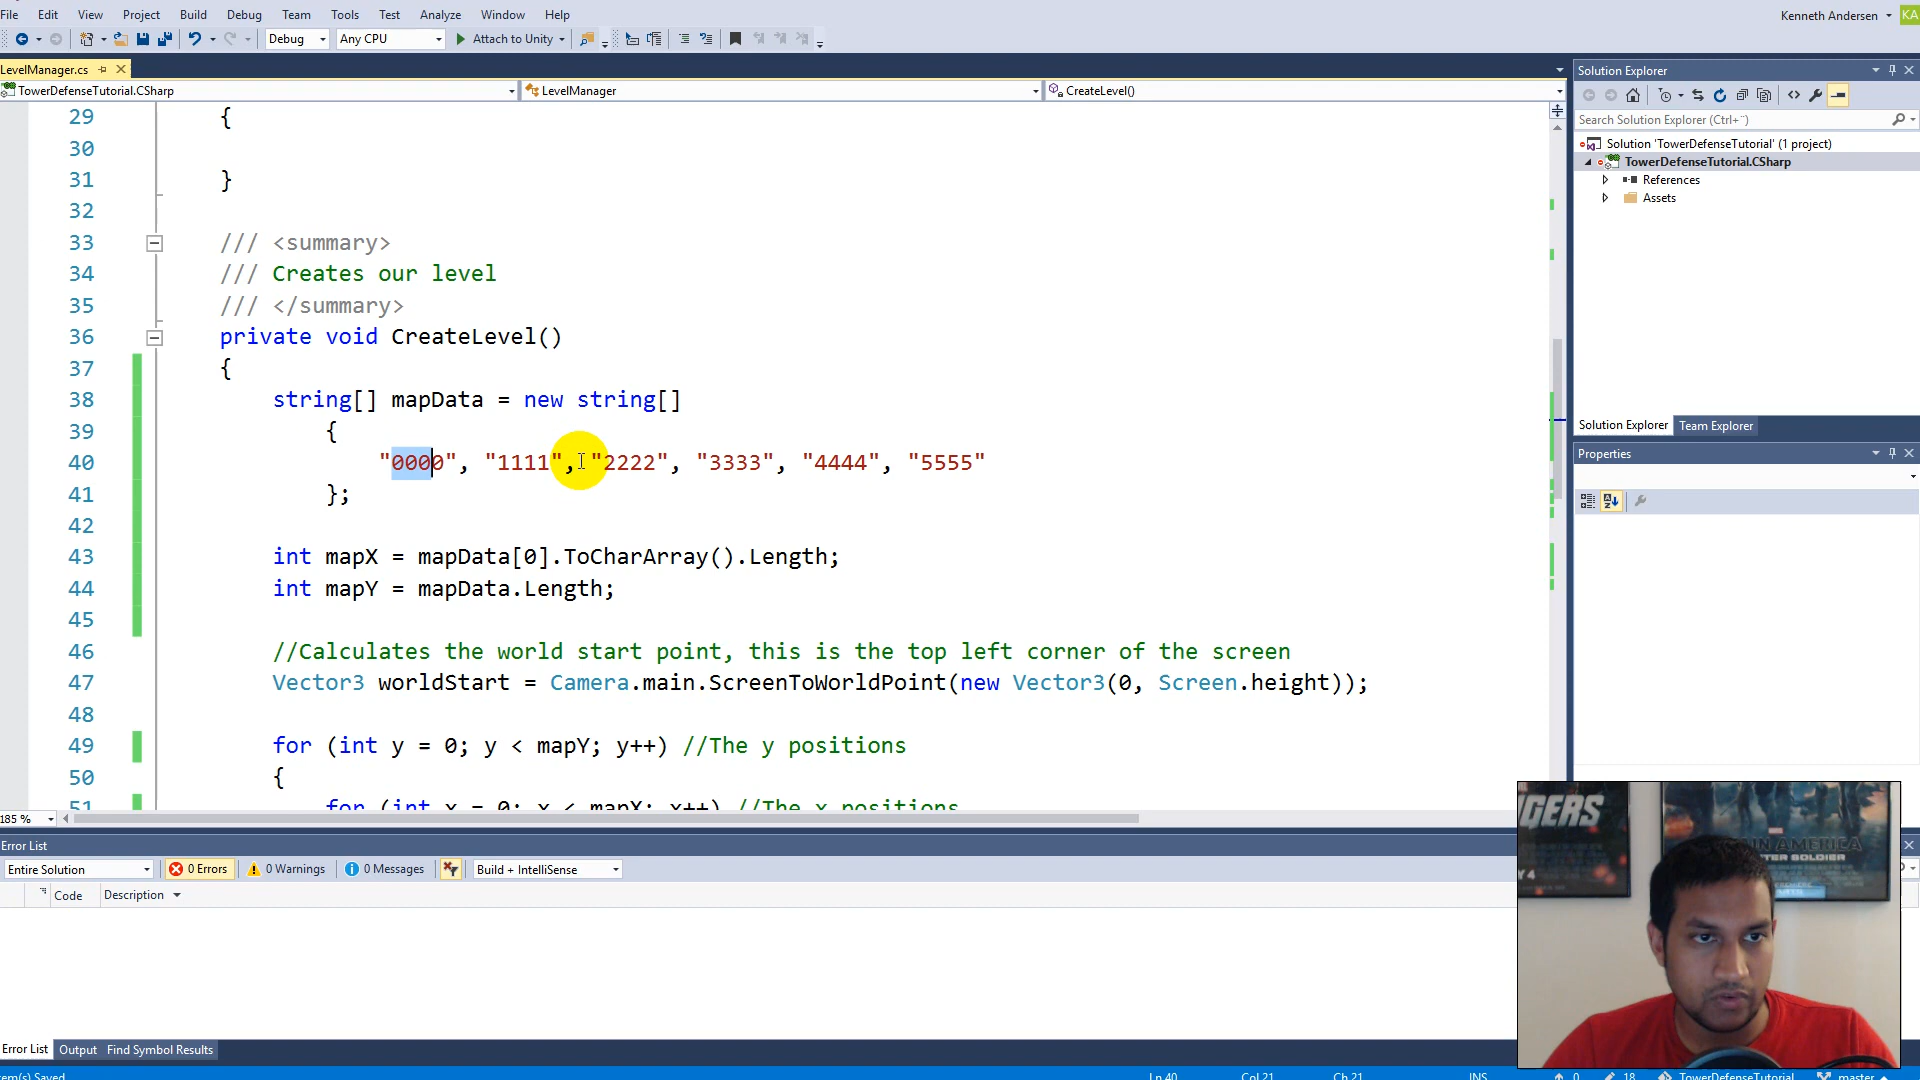 File Edit View Project Build Debug Team Tools Test Analyze Window Help Kenneth Andersen KA
Debug Any CPU Attach to Unity
LevelManager.cs
Solution Explorer
TowerDefenseTutorial.CSharp LevelManager CreateLevel()
Search Solution Explorer (Ctrl+¨)
Solution 'TowerDefenseTutorial' (1 project)
TowerDefenseTutorial.CSharp
References
Assets
29 {
30
31 }
32
33 /// <summary>
34 /// Creates our level
35 /// </summary>
36 private void CreateLevel()
37 {
38 string[] mapData = new string[]
39 {
40 "0000", "1111", "2222", "3333", "4444", "5555"
41 };
42
43 int mapX = mapData[0].ToCharArray().Length;
44 int mapY = mapData.Length;
45
46 //Calculates the world start point, this is the top left corner of the screen
47 Vector3 worldStart = Camera.main.ScreenToWorldPoint(new Vector3(0, Screen.height));
48
49 for (int y = 0; y < mapY; y++) //The y positions
50 {
51 for (int x = 0; x < mapX; x++) //The x positions
Solution Explorer Team Explorer
Properties
185 %
Error List
Entire Solution 0 Errors 0 Warnings 0 Messages Build + IntelliSense
Code Description
Error List Output Find Symbol Results
Saved Ln 40 Col 21 Ch 21 INS 0 18 TowerDefenseTutorial master